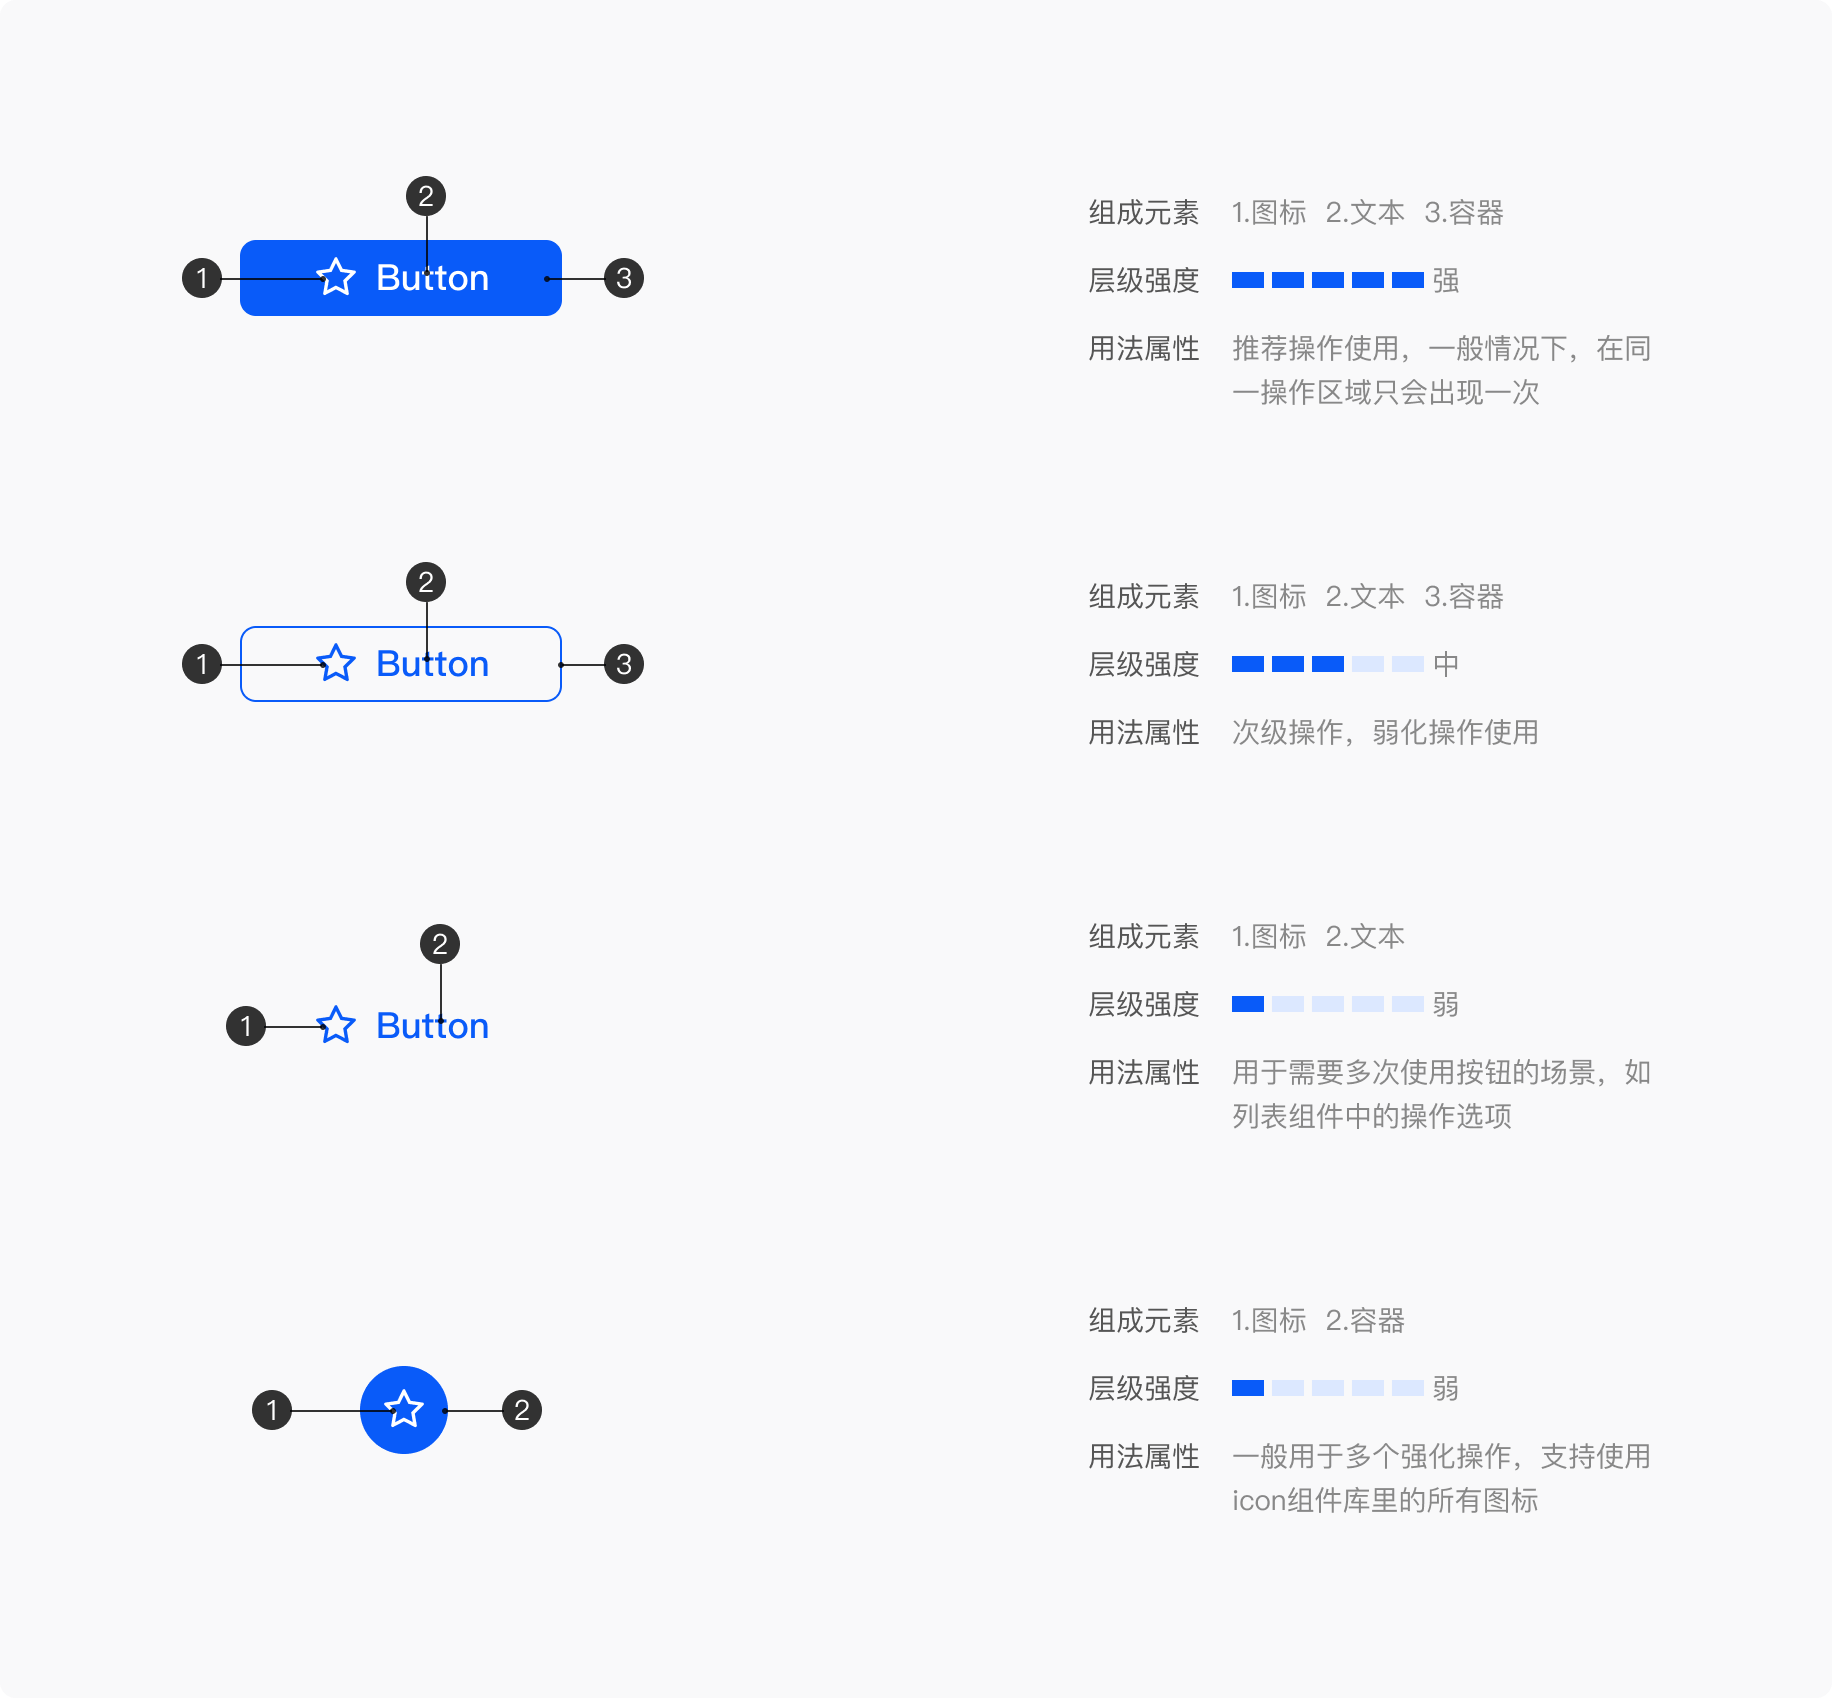 2
1
Button
3
组成元素 1.图标 2.文本 3.容器
层级强度 强
用法属性 推荐操作使用，一般情况下，在同
一操作区域只会出现一次
2
1
Button
3
组成元素 1.图标 2.文本 3.容器
层级强度 中
用法属性 次级操作，弱化操作使用
2
1
Button
组成元素 1.图标 2.文本
层级强度 弱
用法属性 用于需要多次使用按钮的场景，如
列表组件中的操作选项
1
2
组成元素 1.图标 2.容器
层级强度 弱
用法属性 一般用于多个强化操作，支持使用
icon组件库里的所有图标